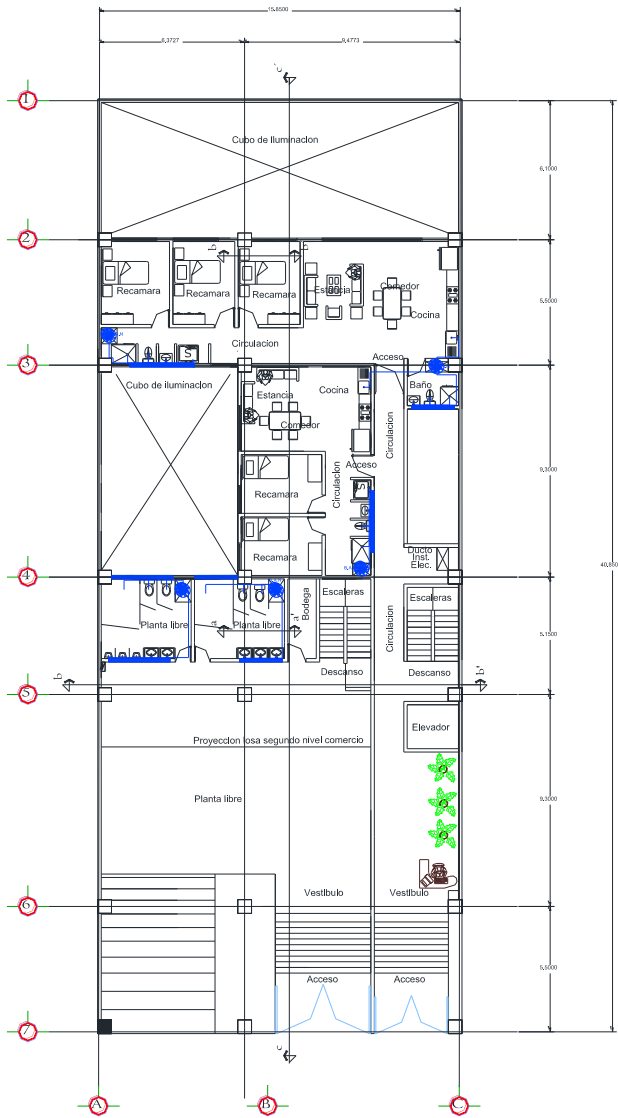 15.8500
6.3727
9.4773
c'
1
Cubo de Iluminacion
6.1000
2
b
b'
Recamara
Recamara
Recamara
Estancia
Comedor
Cocina
5.5000
Circulacion
S
3
Acceso
Cubo de iluminacion
Estancia
Cocina
Baño
Comedor
Circulacion
Acceso
Recamara
Circulacion
S
9.3000
Recamara
Ducto
Inst.
Elec.
40.850
4
Bodega
Escaleras
Escaleras
Planta libre
a
Planta libre
a'
Circulacion
5.1500
Descanso
Descanso
b
b'
5
Elevador
Proyeccion losa segundo nivel comercio
Planta libre
9.3000
Vestibulo
Vestibulo
6
Acceso
Acceso
5.5000
7
c
A
B
C